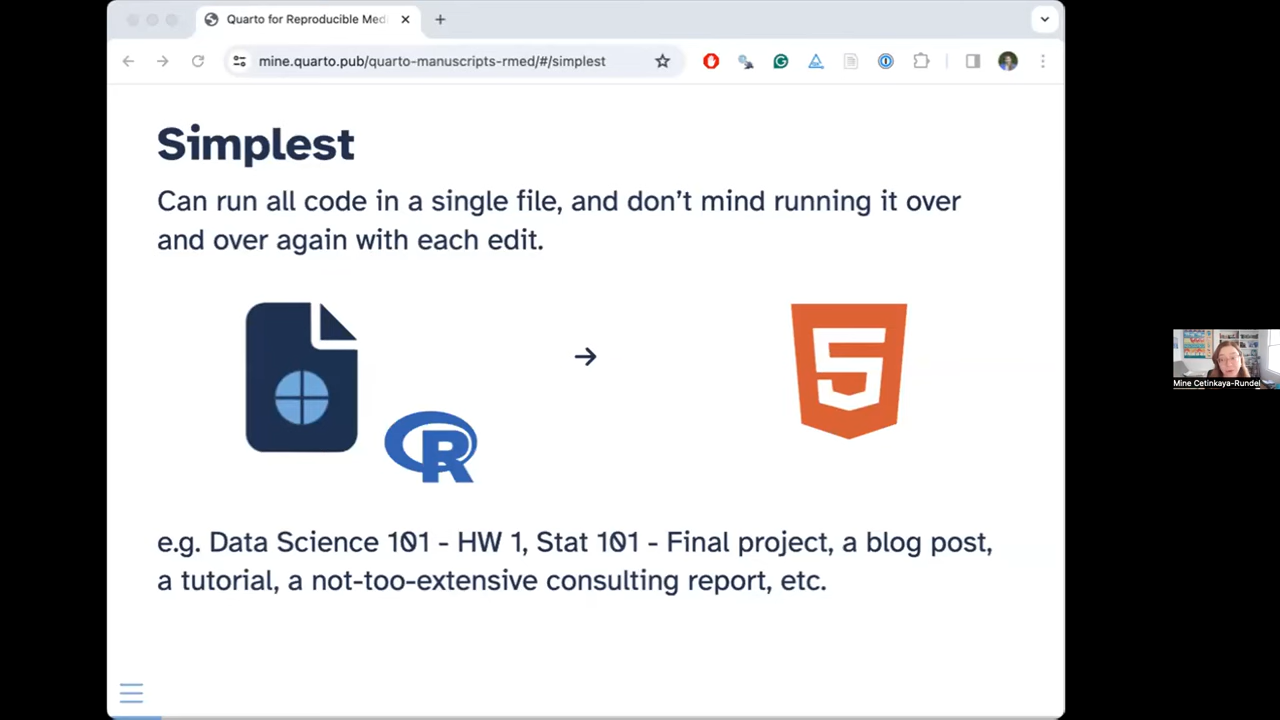 Quarto for Reproducible Med
mine.quarto.pub/quarto-manuscripts-rmed/#/simplest
Simplest
Can run all code in a single file, and don’t mind running it over
and over again with each edit.
R
5
e.g. Data Science 101 - HW 1, Stat 101 - Final project, a blog post,
a tutorial, a not-too-extensive consulting report, etc.
Mine Cetinkaya-Rundel